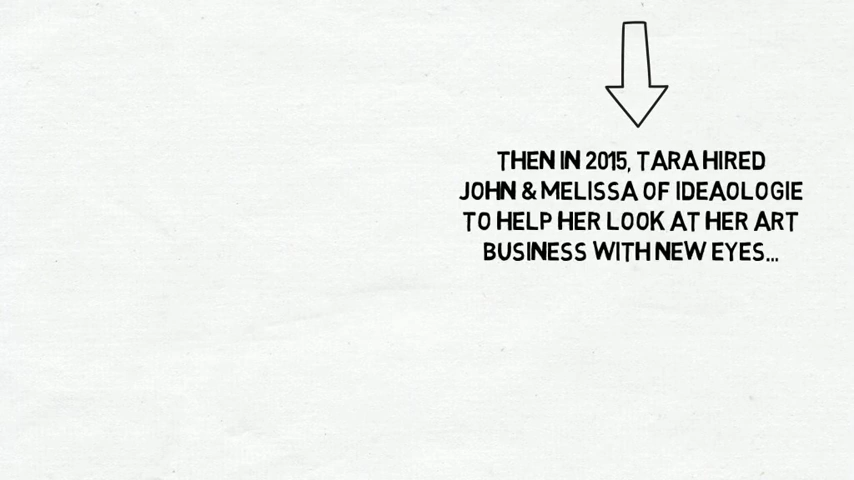 THEN IN 2015, TARA HIRED
JOHN & MELISSA OF IDEAOLOGIE
TO HELP HER LOOK AT HER ART
BUSINESS WITH NEW EYES...